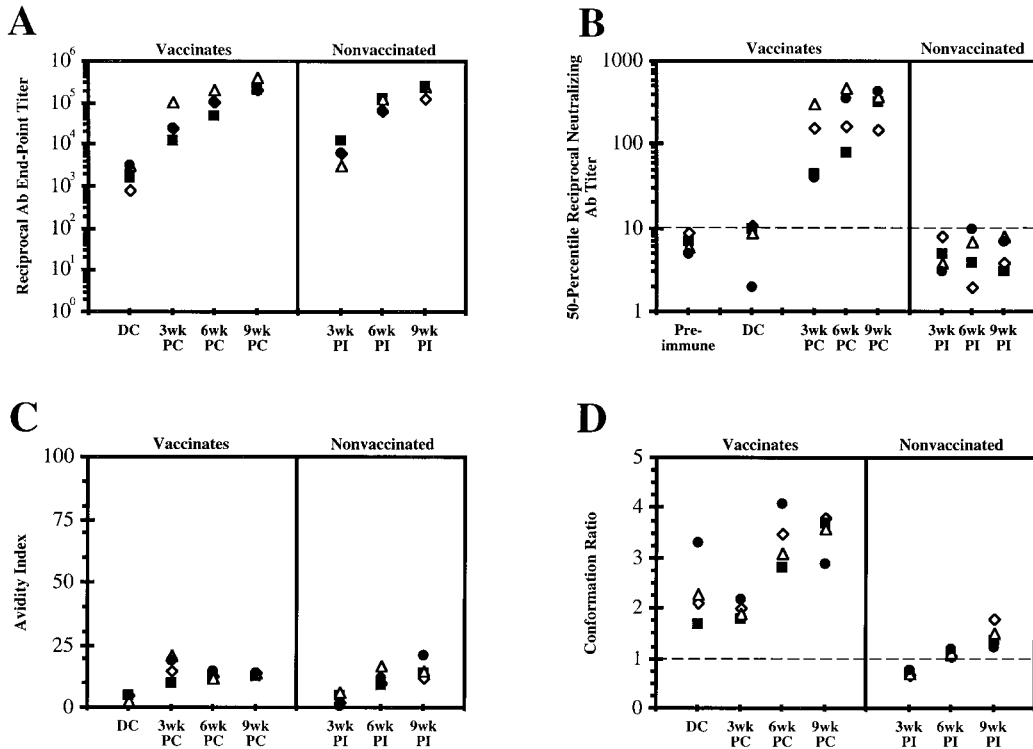 A
Vaccinates Nonvaccinated
Reciprocal Ab End-Point Titer
10^6
10^5
10^4
10^3
10^2
10^1
10^0
DC 3wk 6wk 9wk 3wk 6wk 9wk
PC PC PC PI PI PI
B
Vaccinates Nonvaccinated
50-Percentile Reciprocal Neutralizing
Ab Titer
1000
100
10
1
Pre- DC 3wk 6wk 9wk 3wk 6wk 9wk
immune PC PC PC PI PI PI
C
Vaccinates Nonvaccinated
Avidity Index
100
75
50
25
0
DC 3wk 6wk 9wk 3wk 6wk 9wk
PC PC PC PI PI PI
D
Vaccinates Nonvaccinated
Conformation Ratio
5
4
3
2
1
0
DC 3wk 6wk 9wk 3wk 6wk 9wk
PC PC PC PI PI PI